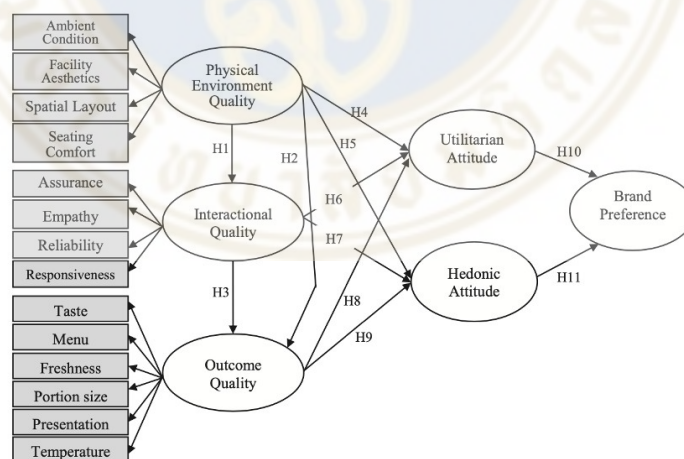 Ambient
Condition
Facility
Aesthetics
Spatial Layout
Seating
Comfort
Assurance
Empathy
Reliability
Responsiveness
Taste
Menu
Freshness
Portion size
Presentation
Temperature
Physical
Environment
Quality
H1
H2
Interactional
Quality
H3
Outcome
Quality
H4
H5
H6
H7
H8
H9
Utilitarian
Attitude
Hedonic
Attitude
H10
H11
Brand
Preference